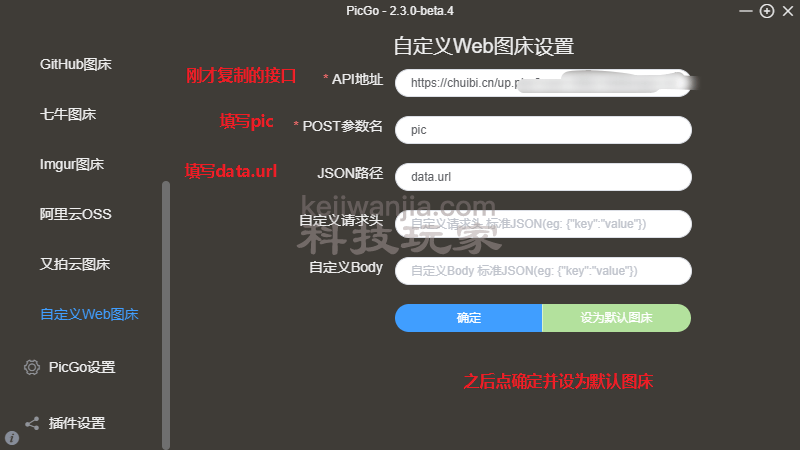 PicGo - 2.3.0-beta.4
自定义Web图床设置
GitHub图床
七牛图床
Imgur图床
阿里云OSS
又拍云图床
自定义Web图床
PicGo设置
插件设置
刚才复制的接口
* API地址
https://chuibi.cn/up.p
填写pic
* POST参数名
pic
填写data.url
JSON路径
data.url
kejiwanjia.com
科技玩家
自定义请求头
自定义请求头 标准JSON(eg: {"key":"value"})
自定义Body
自定义Body 标准JSON(eg: {"key":"value"})
确定
设为默认图床
之后点确定并设为默认图床